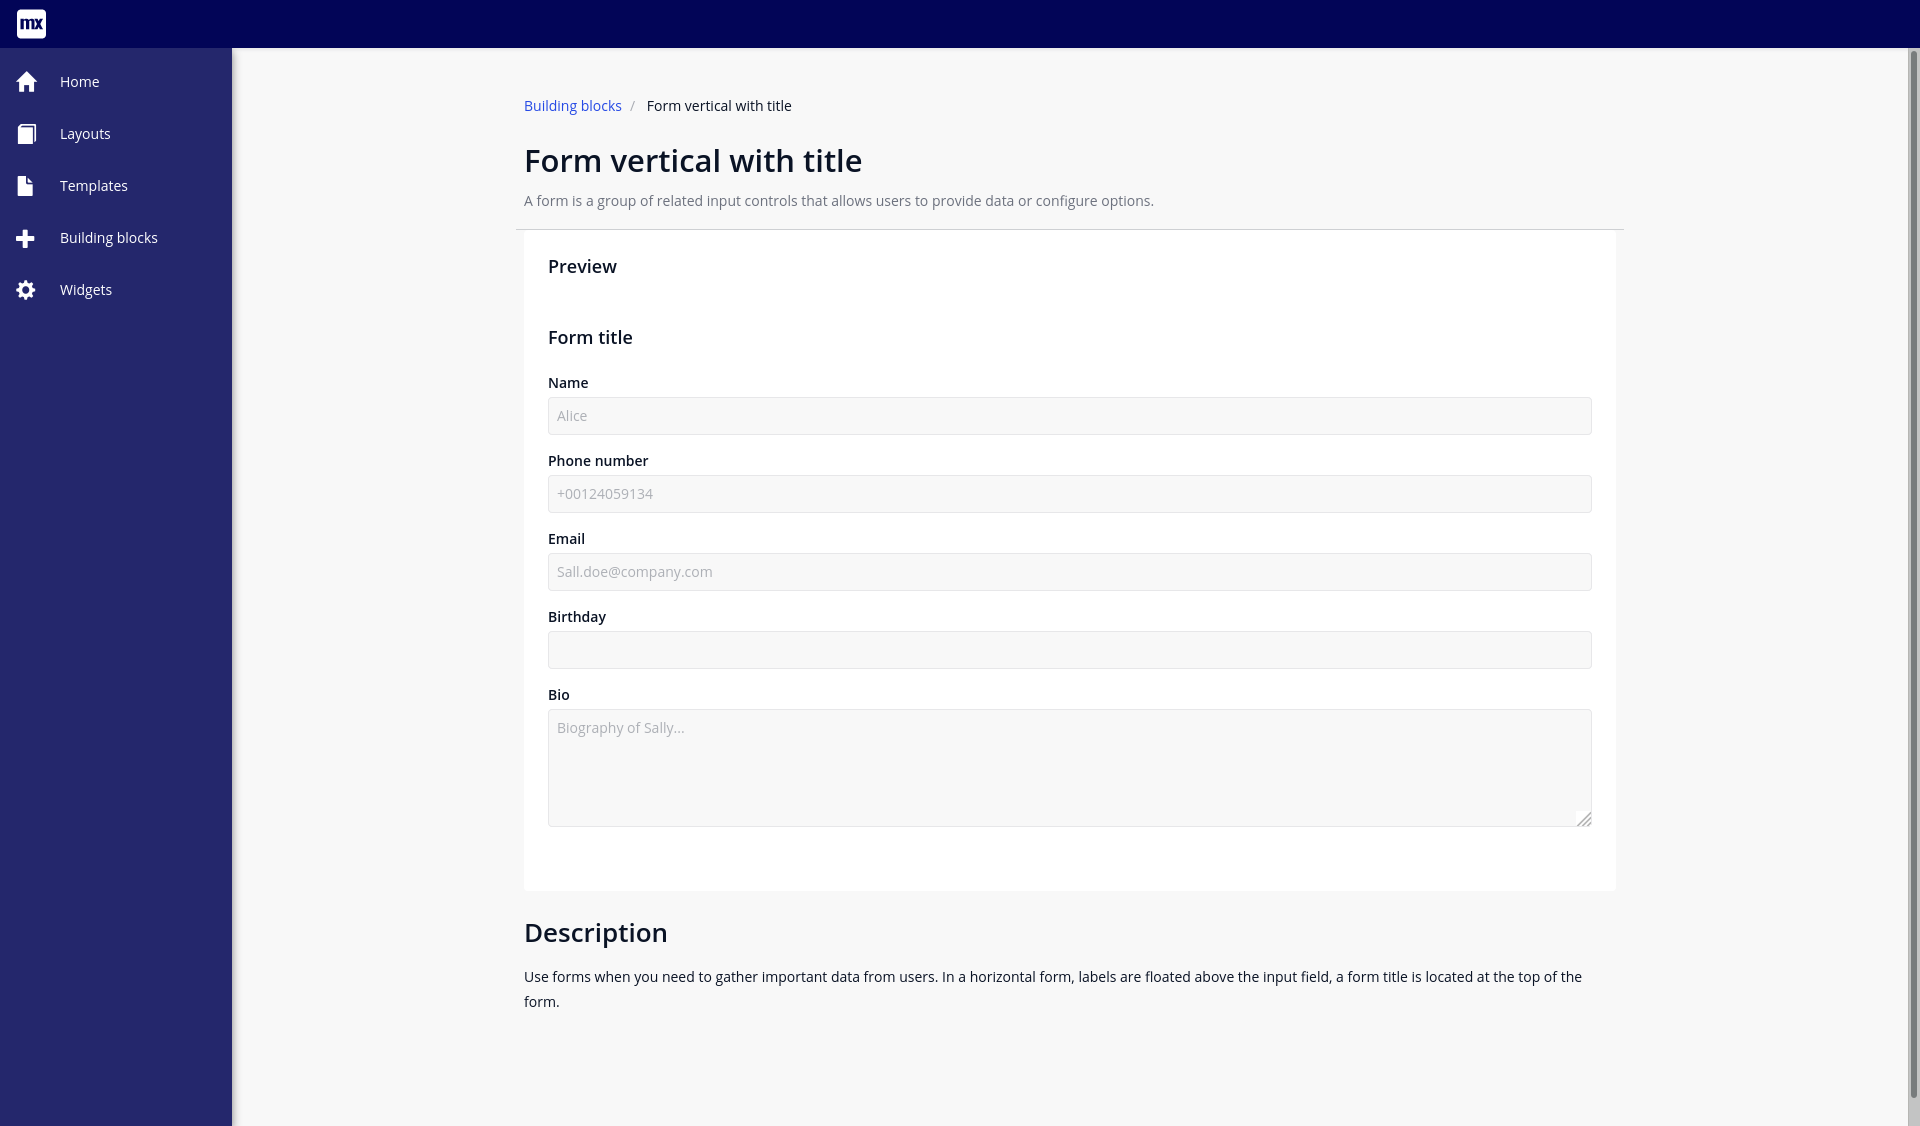 mx
Home
Layouts
Templates
Building blocks
Widgets
Building blocks / Form vertical with title
Form vertical with title
A form is a group of related input controls that allows users to provide data or configure options.
Preview
Form title
Name
Alice
Phone number
+00124059134
Email
Sall.doe@company.com
Birthday
Bio
Biography of Sally...
Description
Use forms when you need to gather important data from users. In a horizontal form, labels are floated above the input field, a form title is located at the top of the
form.